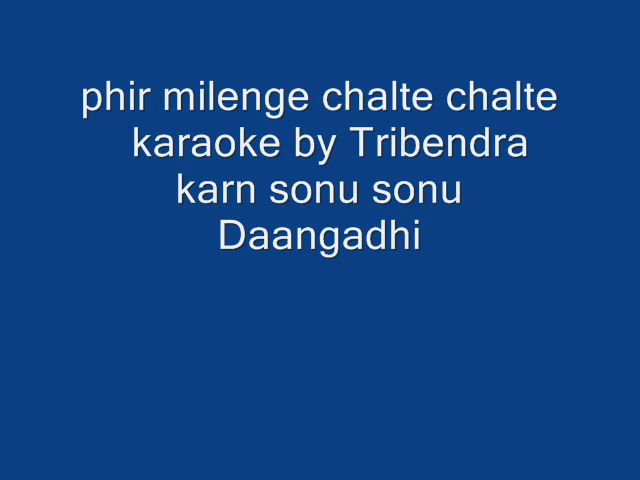 phir milenge chalte chalte
karaoke by Tribendra
karn sonu sonu
Daangadhi